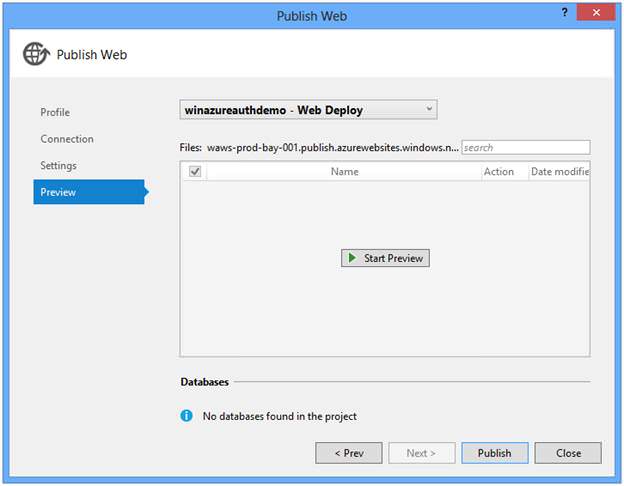 Publish Web
?
Publish Web
Profile
Connection
Settings
Preview
winazureauthdemo - Web Deploy
Files: waws-prod-bay-001.publish.azurewebsites.windows.n... search
Name Action Date modifie
Start Preview
Databases
No databases found in the project
< Prev Next > Publish Close